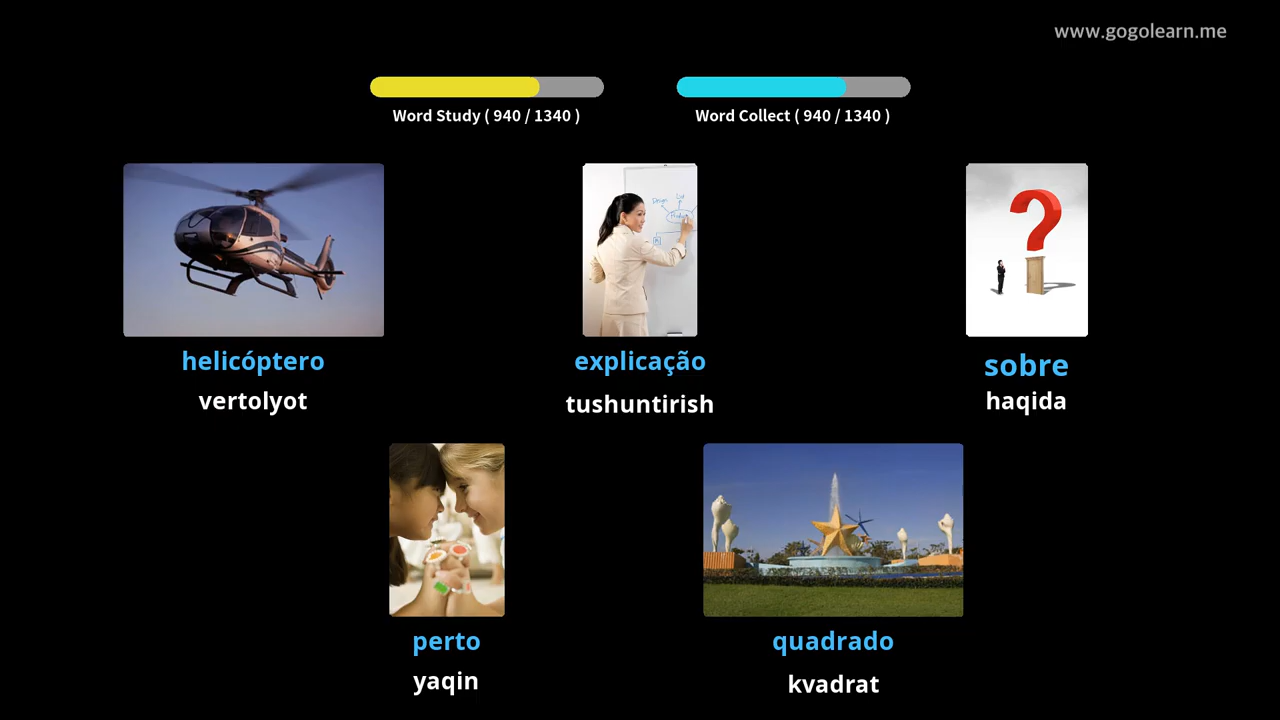 www.gogolearn.me
Word Study ( 940 / 1340 )
Word Collect ( 940 / 1340 )
helicóptero
vertolyot
explicação
tushuntirish
sobre
haqida
perto
yaqin
quadrado
kvadrat